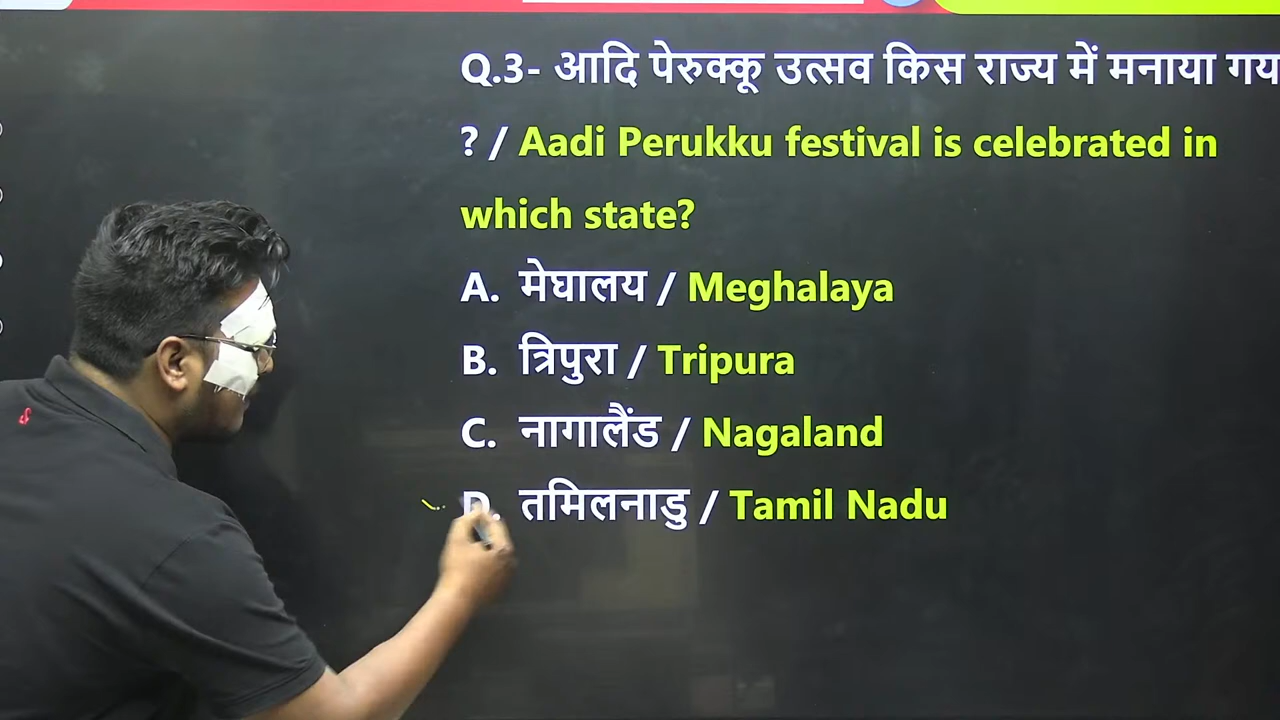 Q.3- आदि पेरुक्कू उत्सव किस राज्य में मनाया गय
? / Aadi Perukku festival is celebrated in
which state?
A. मेघालय / Meghalaya
B. त्रिपुरा / Tripura
C. नागालैंड / Nagaland
D. तमिलनाडु / Tamil Nadu